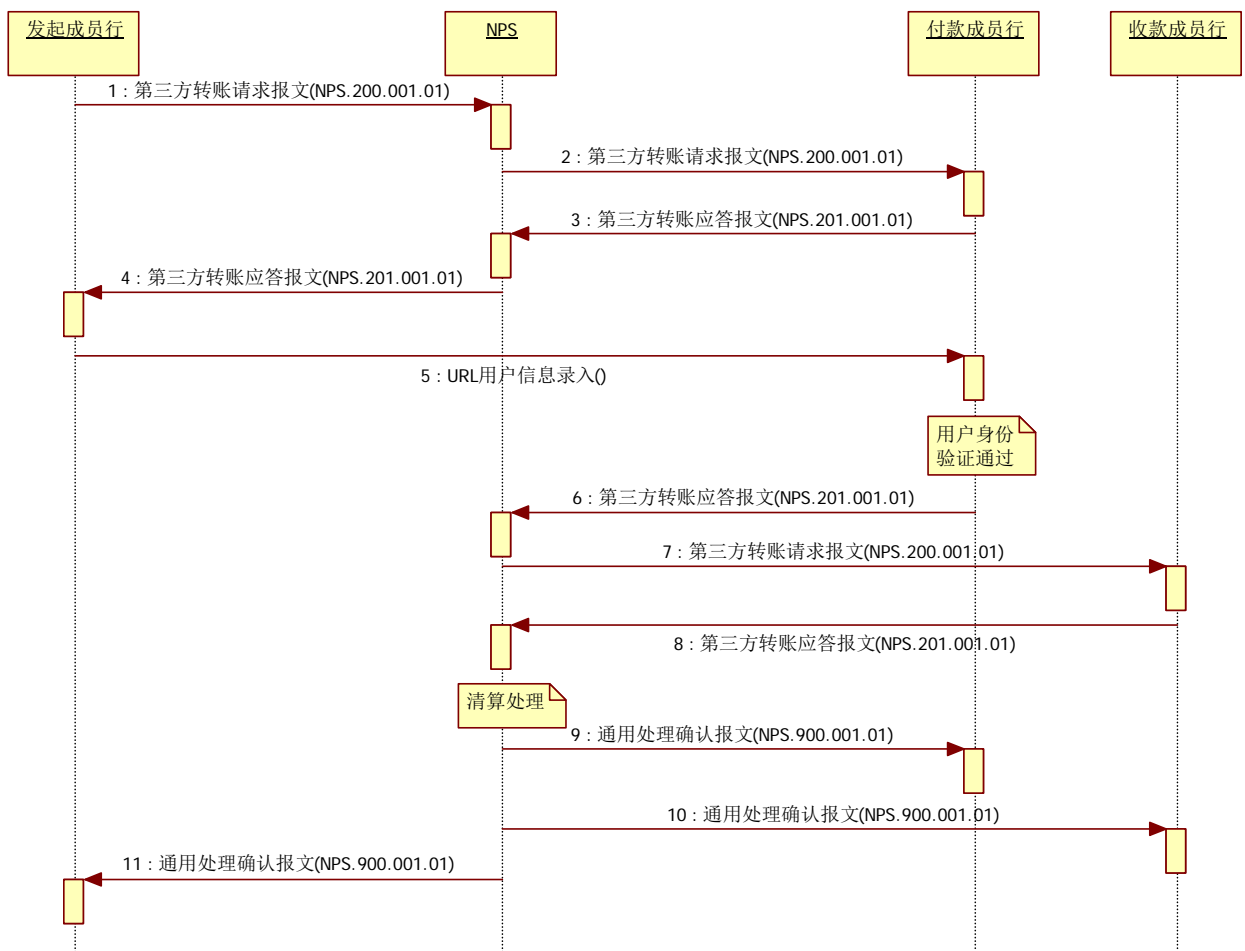 发起成员行
NPS
付款成员行
收款成员行
1 : 第三方转账请求报文(NPS.200.001.01)
2 : 第三方转账请求报文(NPS.200.001.01)
3 : 第三方转账应答报文(NPS.201.001.01)
4 : 第三方转账应答报文(NPS.201.001.01)
5 : URL用户信息录入()
用户身份
验证通过
6 : 第三方转账应答报文(NPS.201.001.01)
7 : 第三方转账请求报文(NPS.200.001.01)
8 : 第三方转账应答报文(NPS.201.001.01)
清算处理
9 : 通用处理确认报文(NPS.900.001.01)
10 : 通用处理确认报文(NPS.900.001.01)
11 : 通用处理确认报文(NPS.900.001.01)